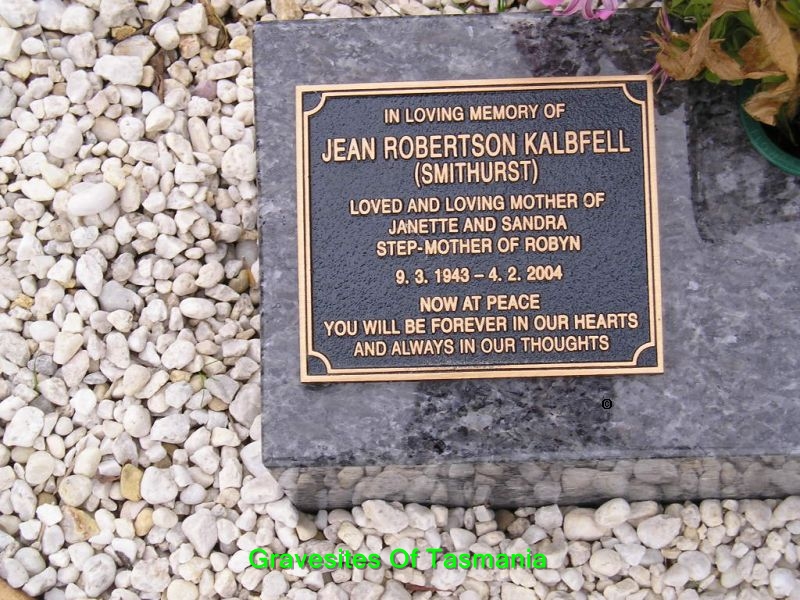 IN LOVING MEMORY OF
JEAN ROBERTSON KALBFELL
(SMITHURST)
LOVED AND LOVING MOTHER OF
JANETTE AND SANDRA
STEP-MOTHER OF ROBYN
9. 3. 1943 – 4. 2. 2004
NOW AT PEACE
YOU WILL BE FOREVER IN OUR HEARTS
AND ALWAYS IN OUR THOUGHTS
©
Gravesites Of Tasmania